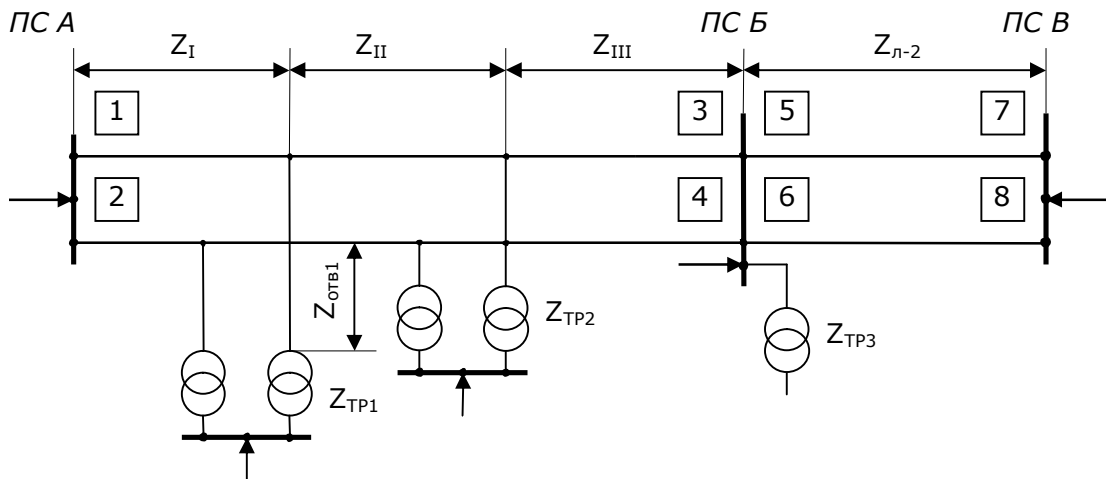 ПС А
ПС Б
ПС В
Z_I
Z_II
Z_III
Z_л-2
1
3
5
7
2
4
6
8
Z_отв1
Z_ТР2
Z_ТР3
Z_ТР1